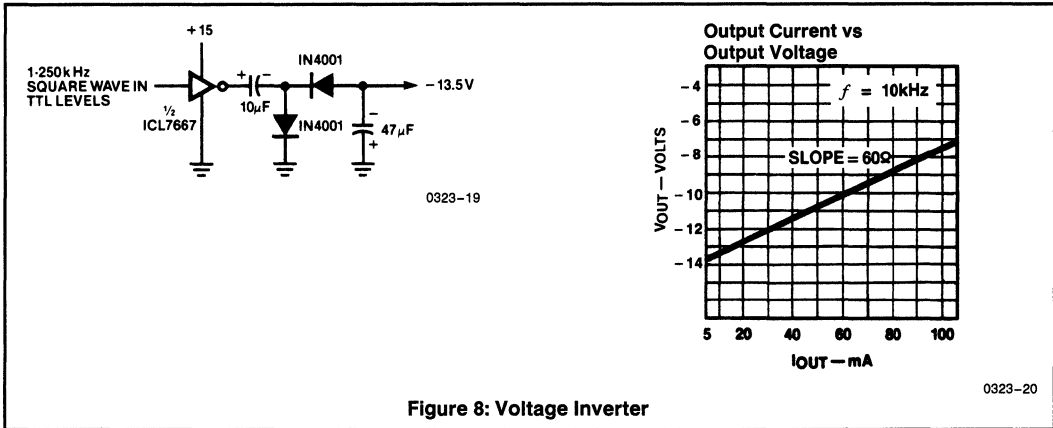 +15
1-250k Hz
SQUARE WAVE IN
TTL LEVELS
½
ICL7667
+ −
10μF
IN4001
IN4001
−13.5V
−
47μF
+
0323–19
Output Current vs
Output Voltage
f = 10kHz
SLOPE = 60Ω
VOUT — VOLTS
−4
−6
−8
−10
−12
−14
5 20 40 60 80 100
IOUT — mA
0323–20
Figure 8: Voltage Inverter